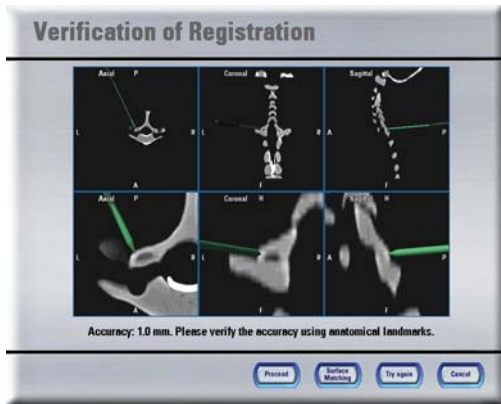 Verification of Registration
Axial P
Coronal
Sagittal
L R L R A P
A F F
Axial P
Coronal H
Sagittal H
L R L R A P
A F F
Accuracy: 1.0 mm. Please verify the accuracy using anatomical landmarks.
Proceed
Surface
Matching
Try again
Cancel